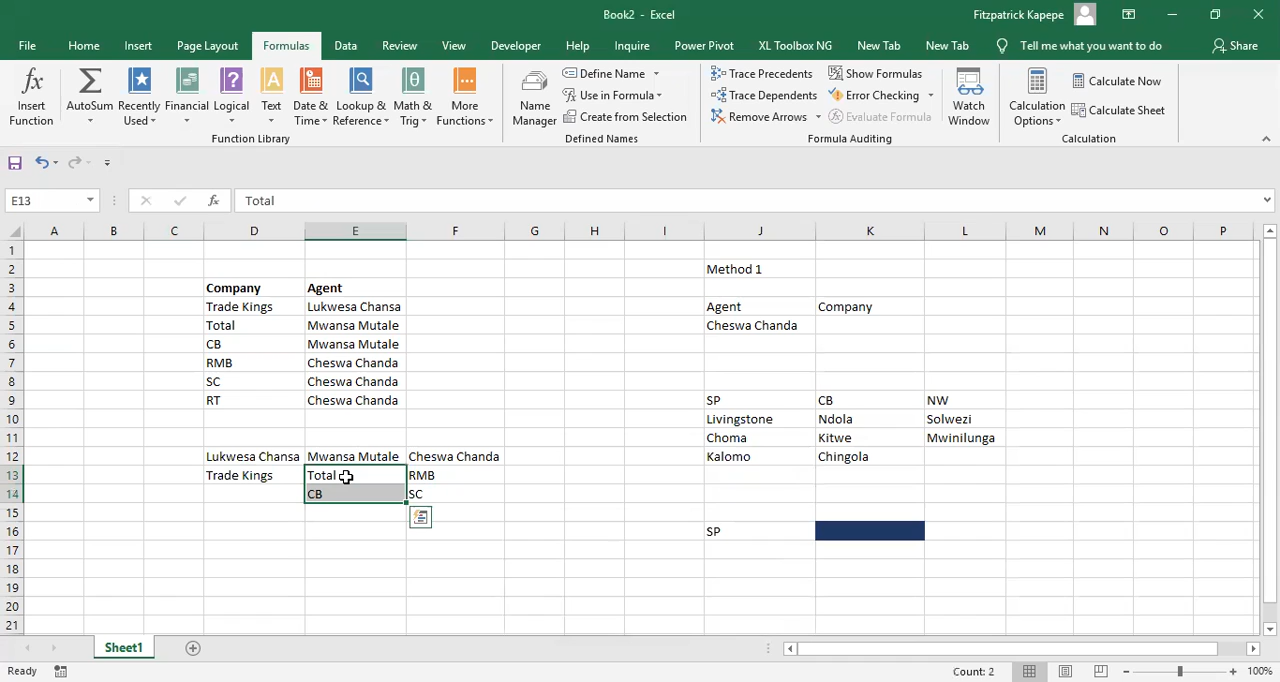 Book2 - Excel
Fitzpatrick Kapepe
File Home Insert Page Layout Formulas Data Review View Developer Help Inquire Power Pivot XL Toolbox NG New Tab New Tab Tell me what you want to do Share
Insert Function
AutoSum
Recently Used
Financial
Logical
Text
Date & Time
Lookup & Reference
Math & Trig
More Functions
Function Library
Name Manager
Define Name
Use in Formula
Create from Selection
Defined Names
Trace Precedents
Trace Dependents
Remove Arrows
Show Formulas
Error Checking
Evaluate Formula
Formula Auditing
Watch Window
Calculation Options
Calculate Now
Calculate Sheet
Calculation
E13 fx Total
A B C D E F G H I J K L M N O P
1
2 Method 1
3 Company Agent
4 Trade Kings Lukwesa Chansa Agent Company
5 Total Mwansa Mutale Cheswa Chanda
6 CB Mwansa Mutale
7 RMB Cheswa Chanda
8 SC Cheswa Chanda
9 RT Cheswa Chanda SP CB NW
10 Livingstone Ndola Solwezi
11 Choma Kitwe Mwinilunga
12 Lukwesa Chansa Mwansa Mutale Cheswa Chanda Kalomo Chingola
13 Trade Kings Total RMB
14 CB SC
15
16 SP
17
18
19
20
21
Sheet1
Ready Count: 2 100%